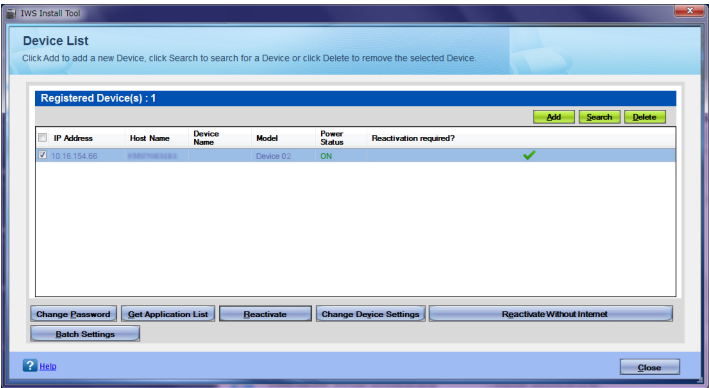 IWS Install Tool
Device List
Click Add to add a new Device, click Search to search for a Device or click Delete to remove the selected Device.
Registered Device(s) : 1
Add Search Delete
IP Address Host Name Device Name Model Power Status Reactivation required?
10.16.154.66 Device 02 ON
Change Password Get Application List Reactivate Change Device Settings Reactivate Without Internet
Batch Settings
? Help Close